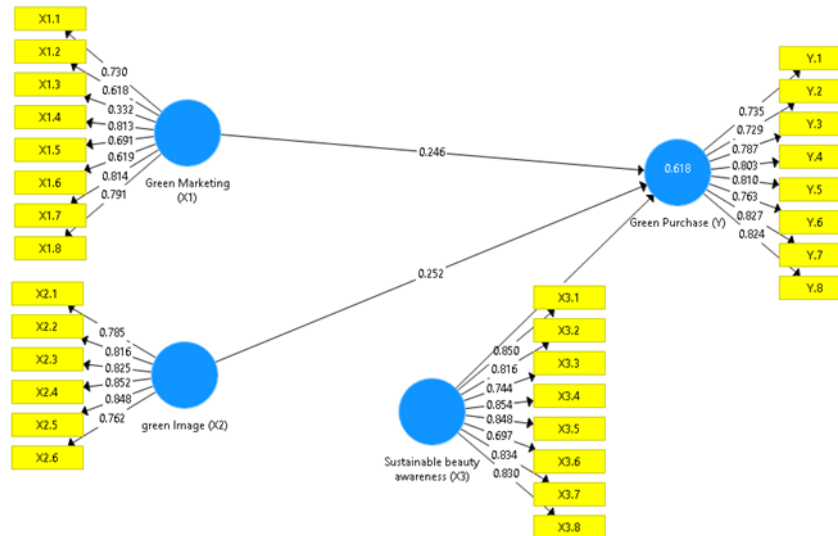 X1.1
X1.2
X1.3
X1.4
X1.5
X1.6
X1.7
X1.8
0.730
0.618
0.332
0.813
0.691
0.619
0.814
0.791
Green Marketing
(X1)
0.246
0.618
Green Purchase (Y)
0.735
0.729
0.787
0.803
0.810
0.763
0.827
0.824
Y.1
Y.2
Y.3
Y.4
Y.5
Y.6
Y.7
Y.8
X2.1
X2.2
X2.3
X2.4
X2.5
X2.6
0.785
0.816
0.825
0.852
0.848
0.762
green Image (X2)
0.252
Sustainable beauty
awareness (X3)
0.850
0.816
0.744
0.854
0.848
0.697
0.834
0.830
X3.1
X3.2
X3.3
X3.4
X3.5
X3.6
X3.7
X3.8